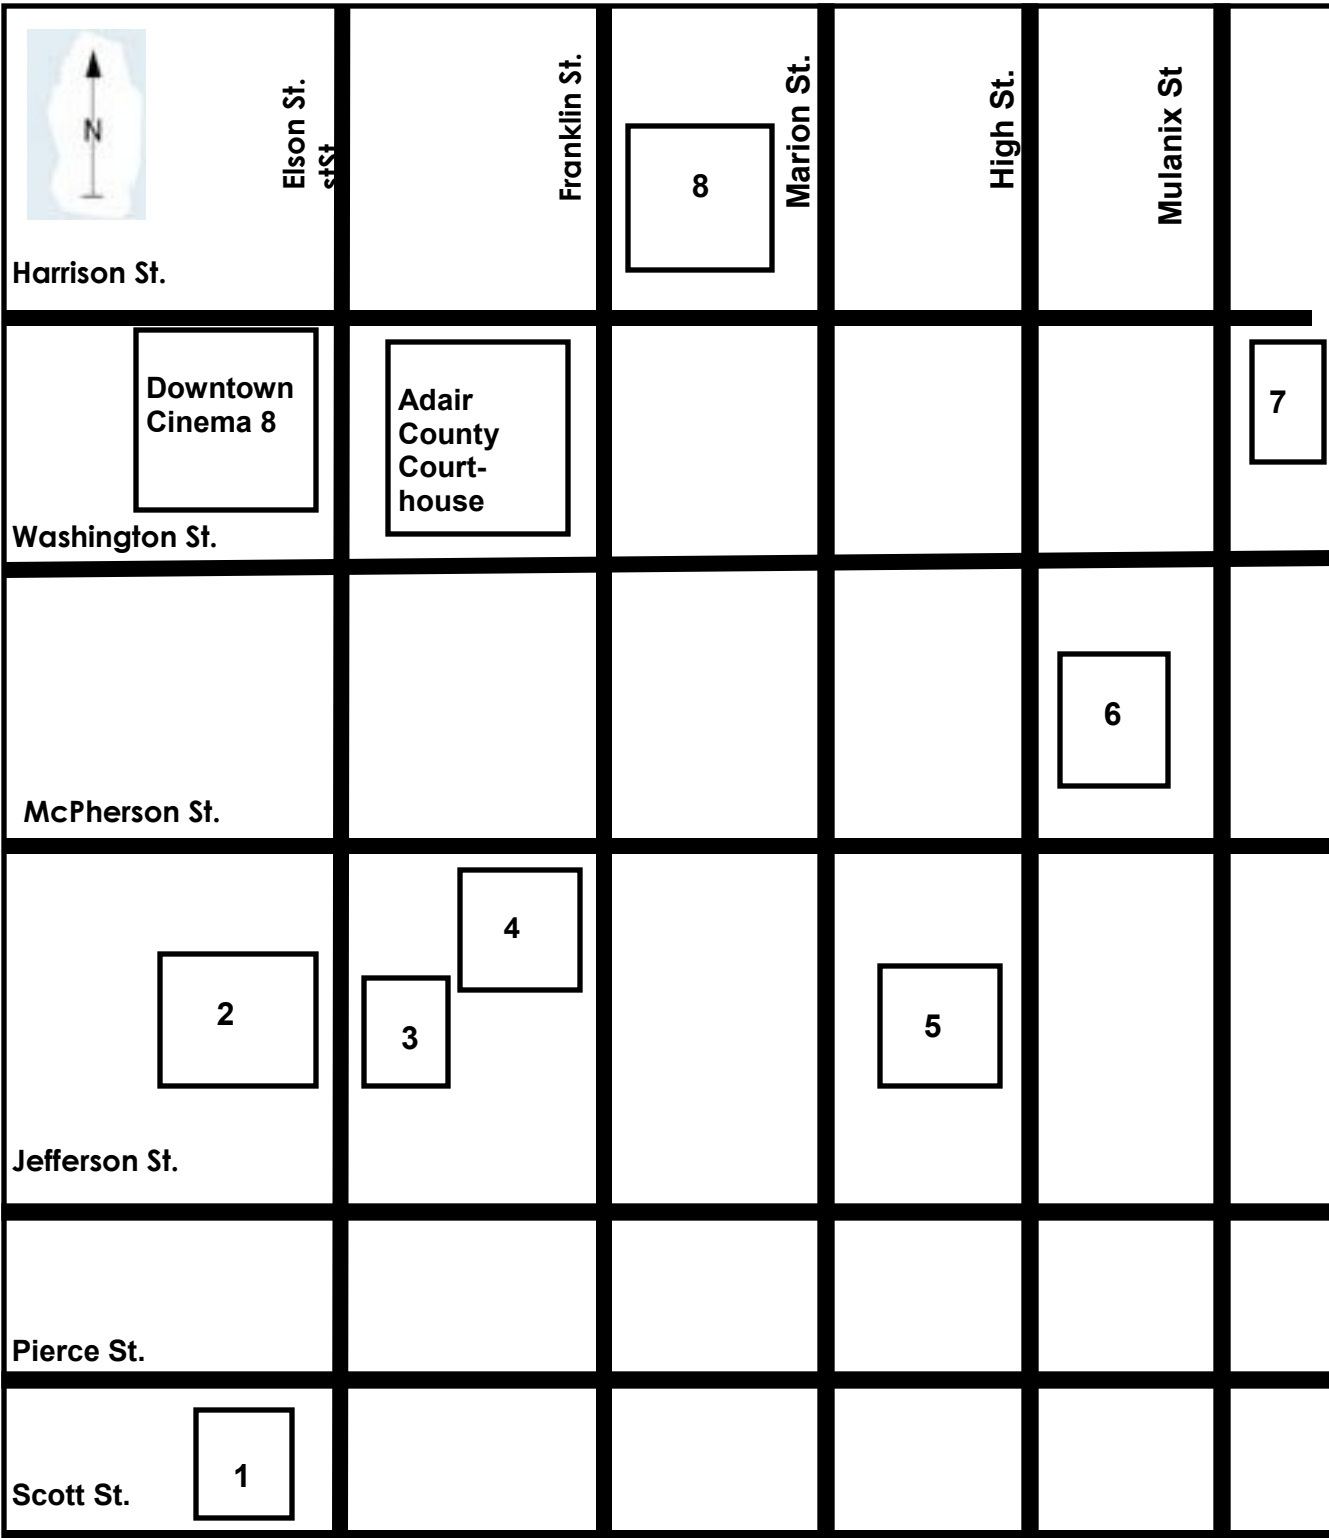 N
Elson St.
stSt
Franklin St.
Marion St.
High St.
Mulanix St
8
Harrison St.
Downtown
Cinema 8
Adair
County
Court-
house
7
Washington St.
6
McPherson St.
4
2
3
5
Jefferson St.
Pierce St.
1
Scott St.